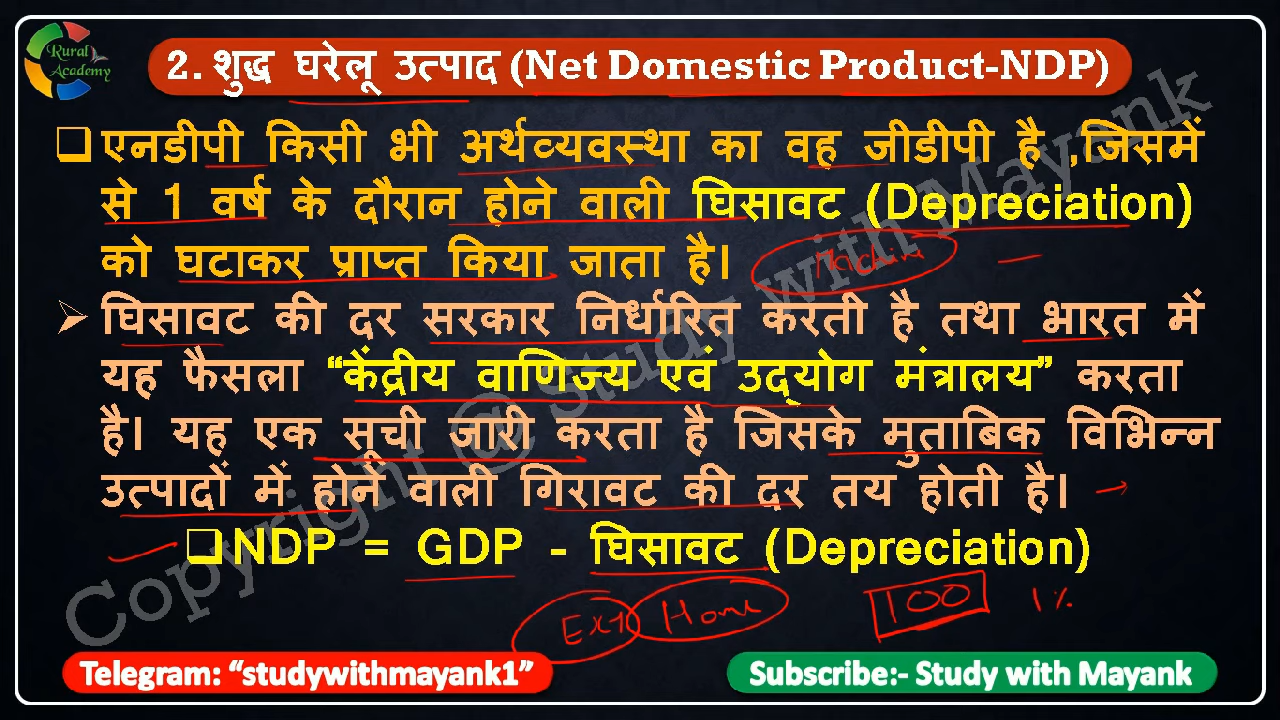 Rural
Academy
2. शुद्ध घरेलू उत्पाद (Net Domestic Product-NDP)
एनडीपी किसी भी अर्थव्यवस्था का वह जीडीपी है ,जिसमें
से 1 वर्ष के दौरान होने वाली घिसावट (Depreciation)
को घटाकर प्राप्त किया जाता है।
घिसावट की दर सरकार निर्धारित करती है तथा भारत में
यह फैसला “केंद्रीय वाणिज्य एवं उद्योग मंत्रालय” करता
है। यह एक सूची जारी करता है जिसके मुताबिक विभिन्न
उत्पादों में होने वाली गिरावट की दर तय होती है।
NDP = GDP - घिसावट (Depreciation)
Home 100 1%
Copyright @ Study with Mayank
Telegram: “studywithmayank1”
Subscribe:- Study with Mayank